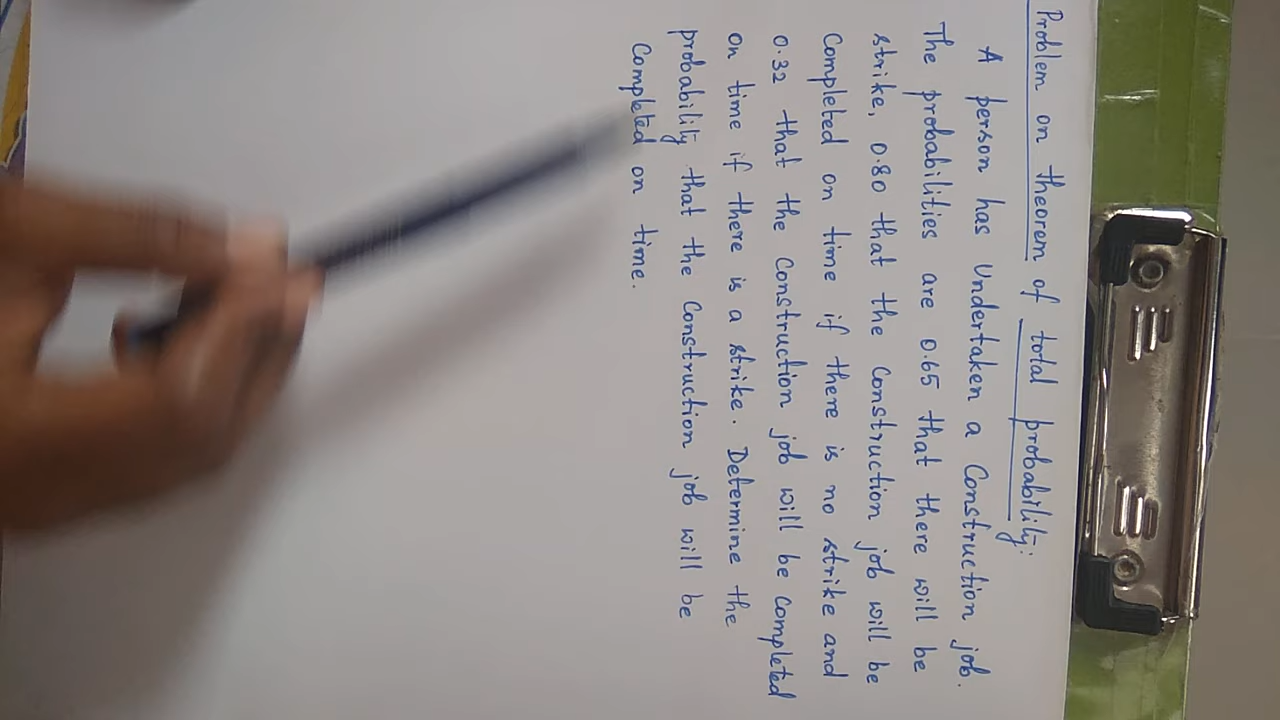 Problem on theorem of total probability:
A person has Undertaken a Construction job.
The probabilities are 0.65 that there will be
strike, 0.80 that the construction job will be
Completed on time if there is no strike and
0.32 that the construction job will be completed
on time if there is a strike. Determine the
probability that the construction job will be
Completed on time.